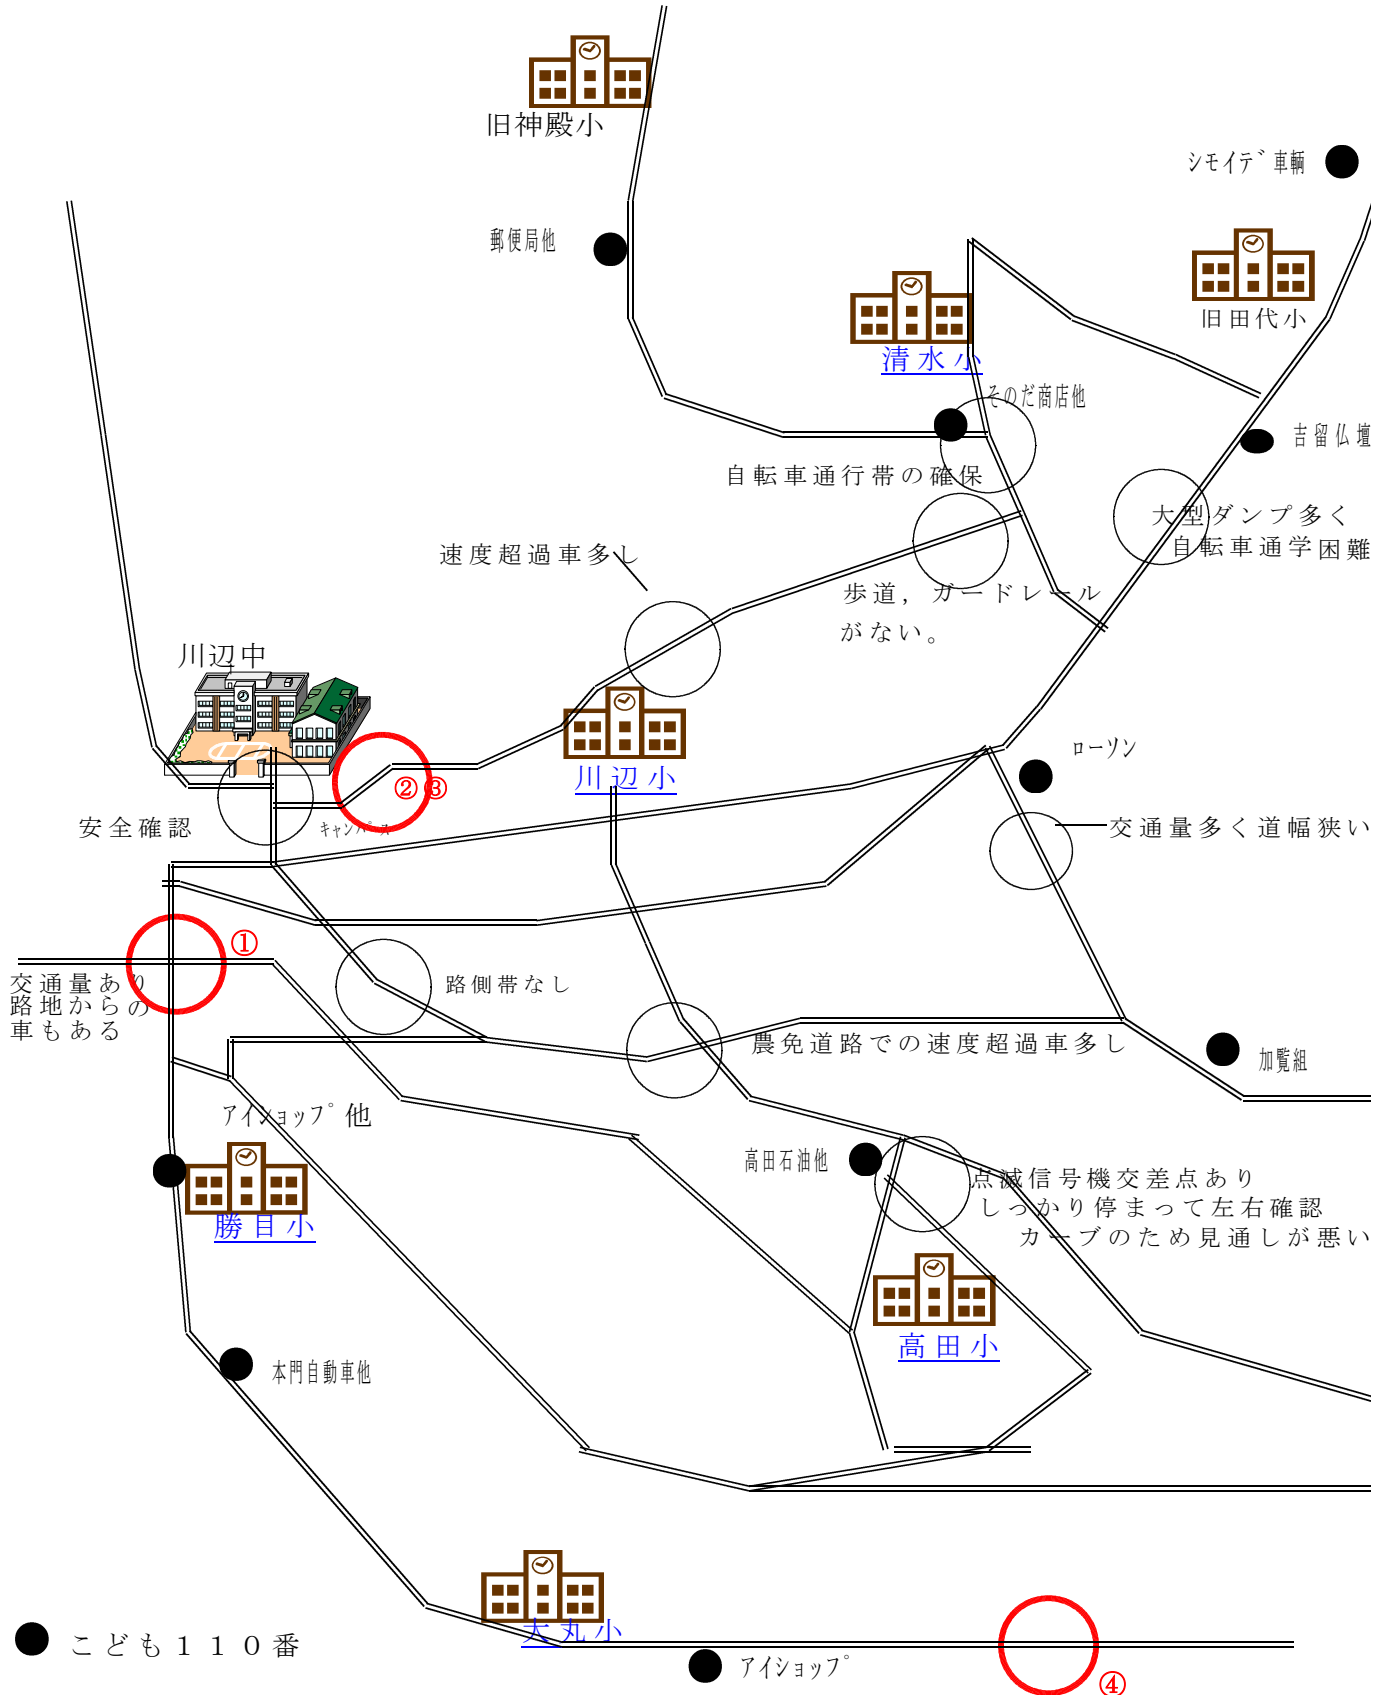 旧神殿小
シモイデ車輌
郵便局他
旧田代小
清水小
そのだ商店他
吉留仏壇
自転車通行帯の確保
大型ダンプ多く
自転車通学困難
速度超過車多し
歩道，ガードレール
がない。
川辺中
ローソン
川辺小
②③
安全確認
キャンパース
交通量多く道幅狭い
①
交通量あり
路地からの
車もある
路側帯なし
農免道路での速度超過車多し
加覧組
アイショップ他
高田石油他
点滅信号機交差点あり
しっかり停まって左右確認
カーブのため見通しが悪い
勝目小
高田小
本門自動車他
大丸小
こども１１０番
アイショップ
④